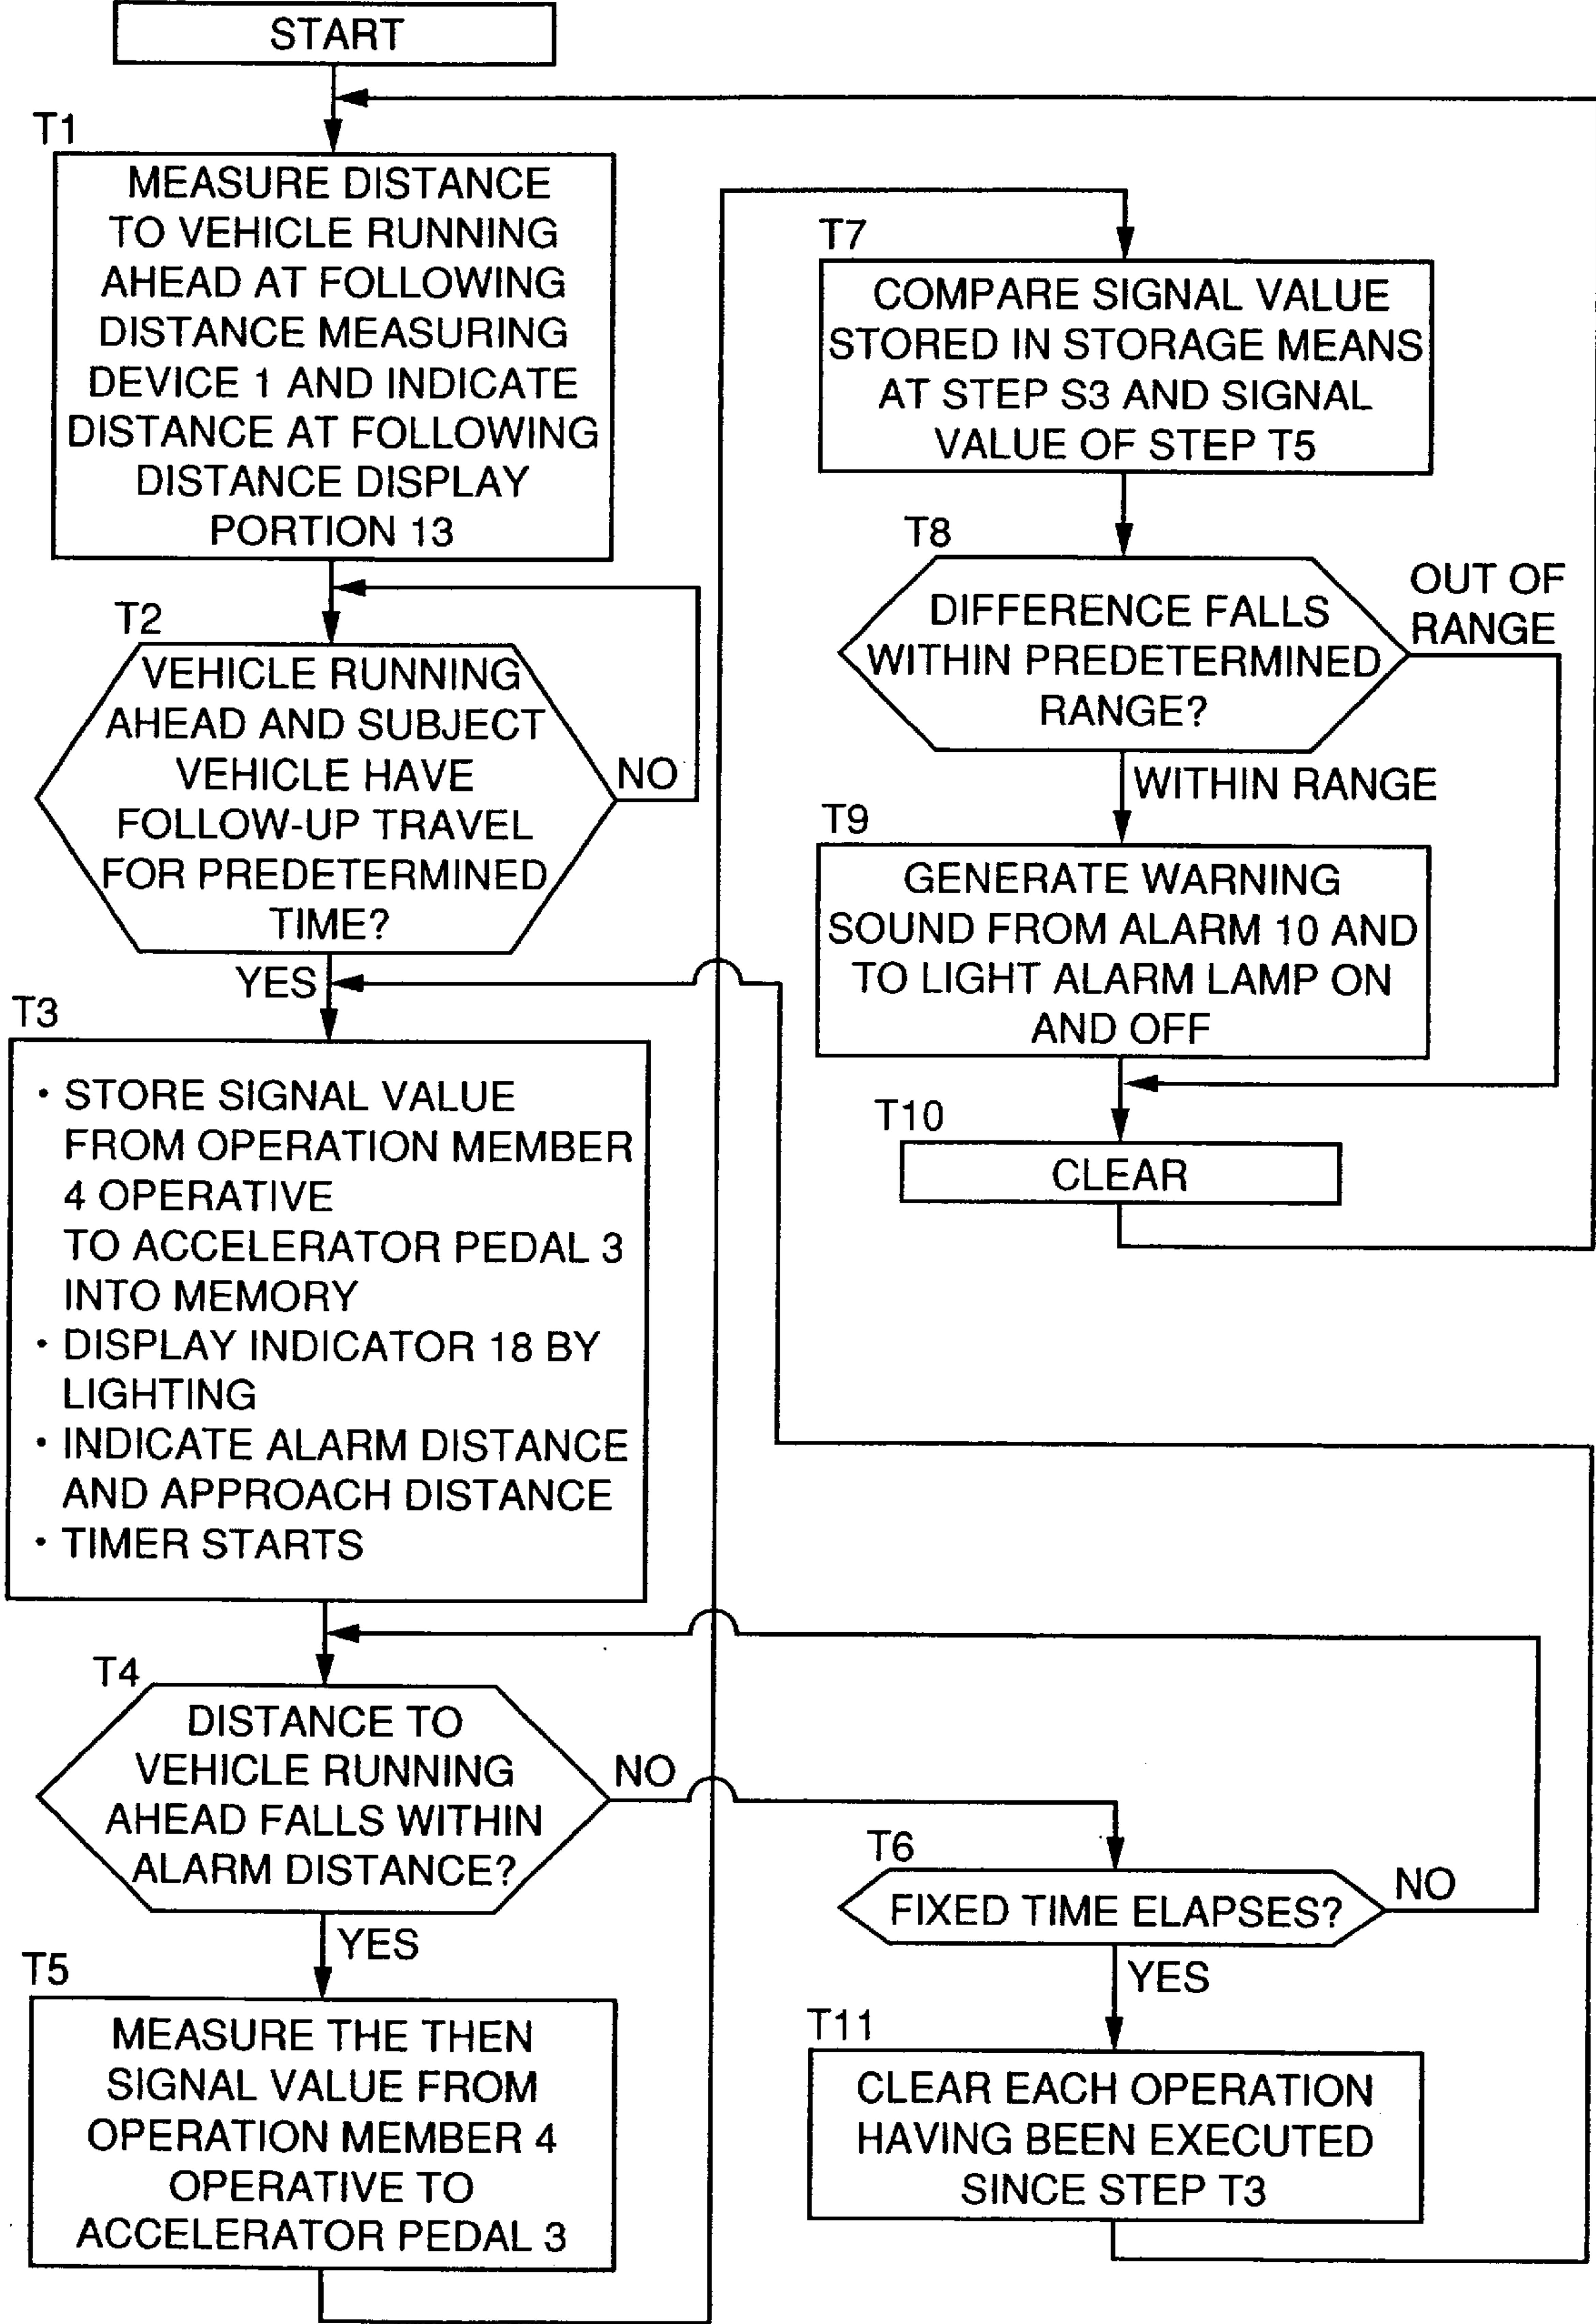 START
T1
MEASURE DISTANCE
TO VEHICLE RUNNING
AHEAD AT FOLLOWING
DISTANCE MEASURING
DEVICE 1 AND INDICATE
DISTANCE AT FOLLOWING
DISTANCE DISPLAY
PORTION 13
T2
VEHICLE RUNNING
AHEAD AND SUBJECT
VEHICLE HAVE
FOLLOW-UP TRAVEL
FOR PREDETERMINED
TIME?
NO
YES
T3
· STORE SIGNAL VALUE
FROM OPERATION MEMBER
4 OPERATIVE
TO ACCELERATOR PEDAL 3
INTO MEMORY
· DISPLAY INDICATOR 18 BY
LIGHTING
· INDICATE ALARM DISTANCE
AND APPROACH DISTANCE
· TIMER STARTS
T4
DISTANCE TO
VEHICLE RUNNING
AHEAD FALLS WITHIN
ALARM DISTANCE?
NO
YES
T5
MEASURE THE THEN
SIGNAL VALUE FROM
OPERATION MEMBER 4
OPERATIVE TO
ACCELERATOR PEDAL 3
T7
COMPARE SIGNAL VALUE
STORED IN STORAGE MEANS
AT STEP S3 AND SIGNAL
VALUE OF STEP T5
T8
DIFFERENCE FALLS
WITHIN PREDETERMINED
RANGE?
OUT OF
RANGE
WITHIN RANGE
T9
GENERATE WARNING
SOUND FROM ALARM 10 AND
TO LIGHT ALARM LAMP ON
AND OFF
T10
CLEAR
T6
FIXED TIME ELAPSES?
NO
YES
T11
CLEAR EACH OPERATION
HAVING BEEN EXECUTED
SINCE STEP T3